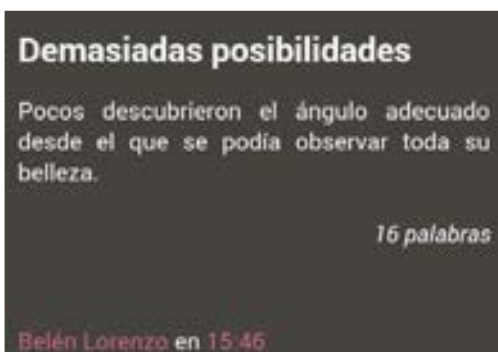 Demasiadas posibilidades
Pocos descubrieron el ángulo adecuado
desde el que se podía observar toda su
belleza.
16 palabras
Belén Lorenzo en 15:46